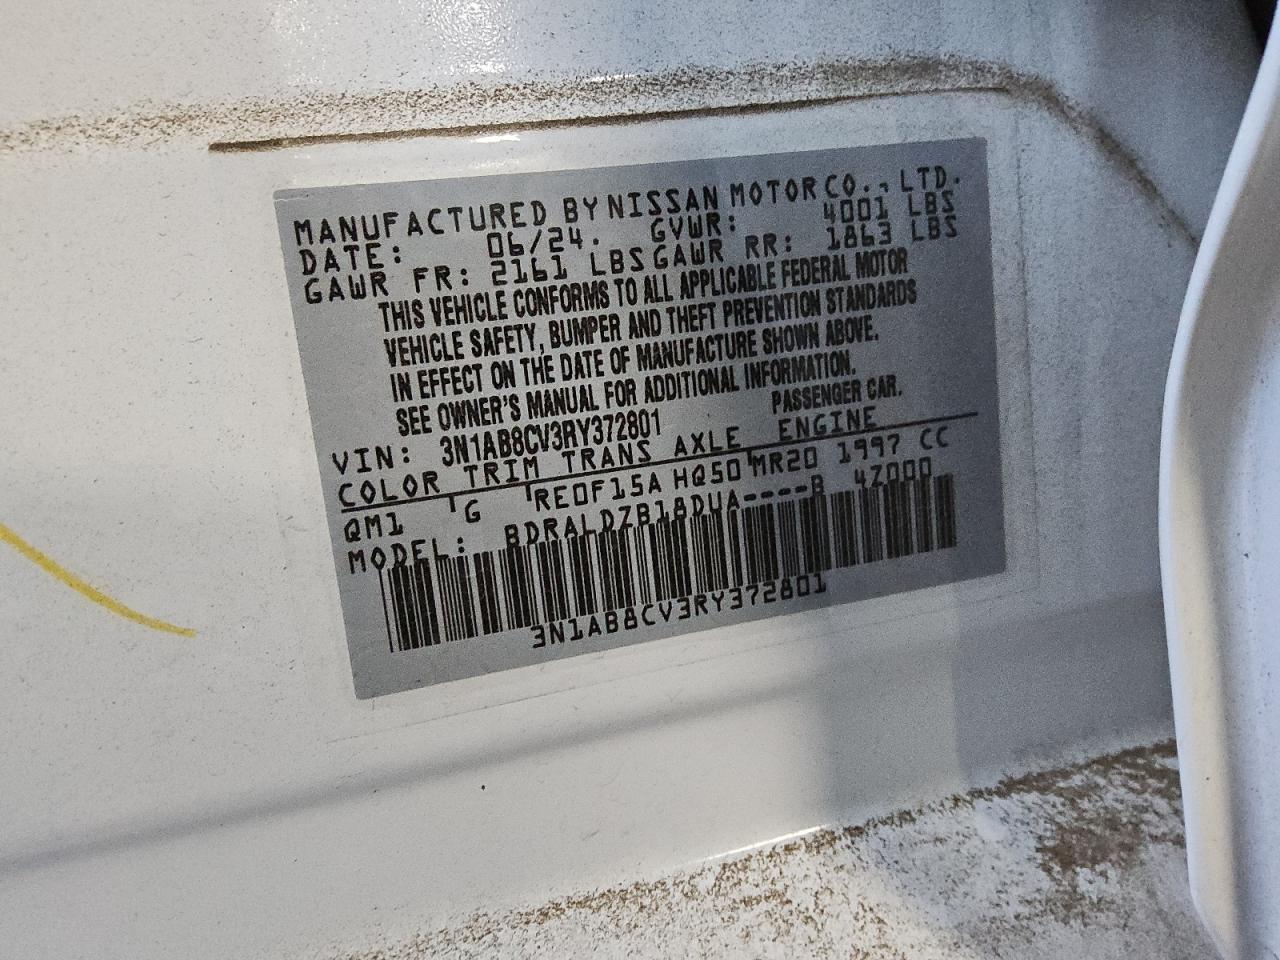 MANUFACTURED BY NISSAN MOTOR CO., LTD.
DATE: 06/24. GVWR: 4001 LBS
GAWR FR: 2161 LBS GAWR RR: 1863 LBS
THIS VEHICLE CONFORMS TO ALL APPLICABLE FEDERAL MOTOR
VEHICLE SAFETY, BUMPER AND THEFT PREVENTION STANDARDS
IN EFFECT ON THE DATE OF MANUFACTURE SHOWN ABOVE.
SEE OWNER'S MANUAL FOR ADDITIONAL INFORMATION.
VIN: 3N1AB8CV3RY372801 PASSENGER CAR.
COLOR TRIM TRANS AXLE ENGINE
QM1 G RE0F15A HQ50 MR20 1997 CC
MODEL: BDRALDZB18DUA----B 4Z000
3N1AB8CV3RY372801